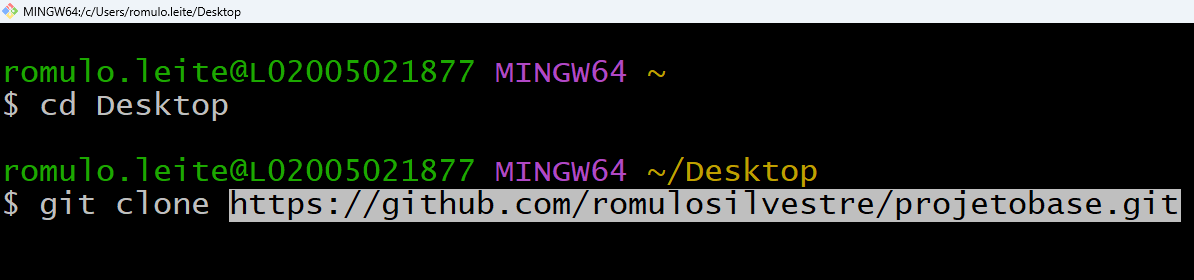 MINGW64:/c/Users/romulo.leite/Desktop
romulo.leite@L02005021877 MINGW64 ~
$ cd Desktop
romulo.leite@L02005021877 MINGW64 ~/Desktop
$ git clone https://github.com/romulosilvestre/projetobase.git